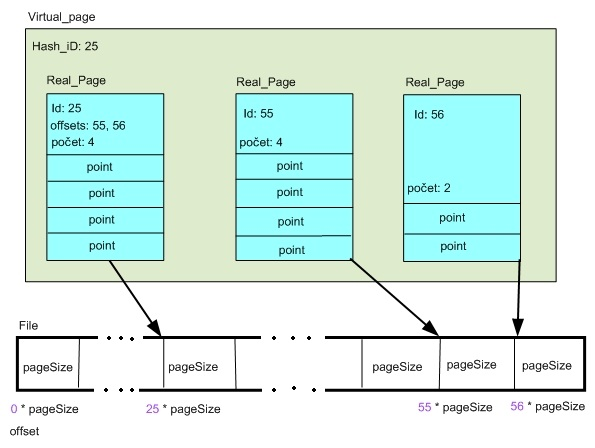 Virtual_page
Hash_iD: 25
Real_Page
Real_Page
Real_Page
Id: 25
offsets: 55, 56
počet: 4
point
point
point
point
Id: 55
počet: 4
point
point
point
point
Id: 56
počet: 2
point
point
File
pageSize
pageSize
pageSize
pageSize
pageSize
0 * pageSize
25 * pageSize
55 * pageSize
56 * pageSize
offset